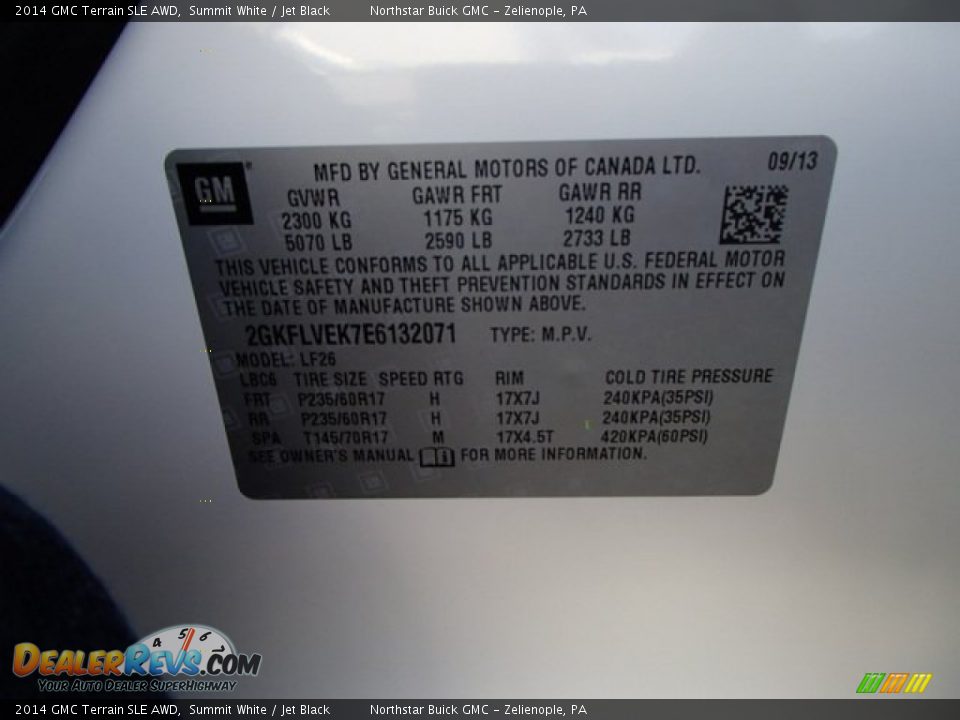 2014 GMC Terrain SLE AWD, Summit White / Jet Black Northstar Buick GMC - Zelienople, PA
GM
MFD BY GENERAL MOTORS OF CANADA LTD. 09/13
GVWR GAWR FRT GAWR RR
2300 KG 1175 KG 1240 KG
5070 LB 2590 LB 2733 LB
THIS VEHICLE CONFORMS TO ALL APPLICABLE U.S. FEDERAL MOTOR
VEHICLE SAFETY AND THEFT PREVENTION STANDARDS IN EFFECT ON
THE DATE OF MANUFACTURE SHOWN ABOVE.
2GKFLVEK7E6132071 TYPE: M.P.V.
MODEL: LF26
LBC6 TIRE SIZE SPEED RTG RIM COLD TIRE PRESSURE
FRT P235/60R17 H 17X7J 240KPA(35PSI)
RR P235/60R17 H 17X7J 240KPA(35PSI)
SPA T145/70R17 M 17X4.5T 420KPA(60PSI)
SEE OWNER'S MANUAL FOR MORE INFORMATION.
4 5 6
DEALERREVS.COM
YOUR AUTO DEALER SUPERHIGHWAY
2014 GMC Terrain SLE AWD, Summit White / Jet Black Northstar Buick GMC - Zelienople, PA